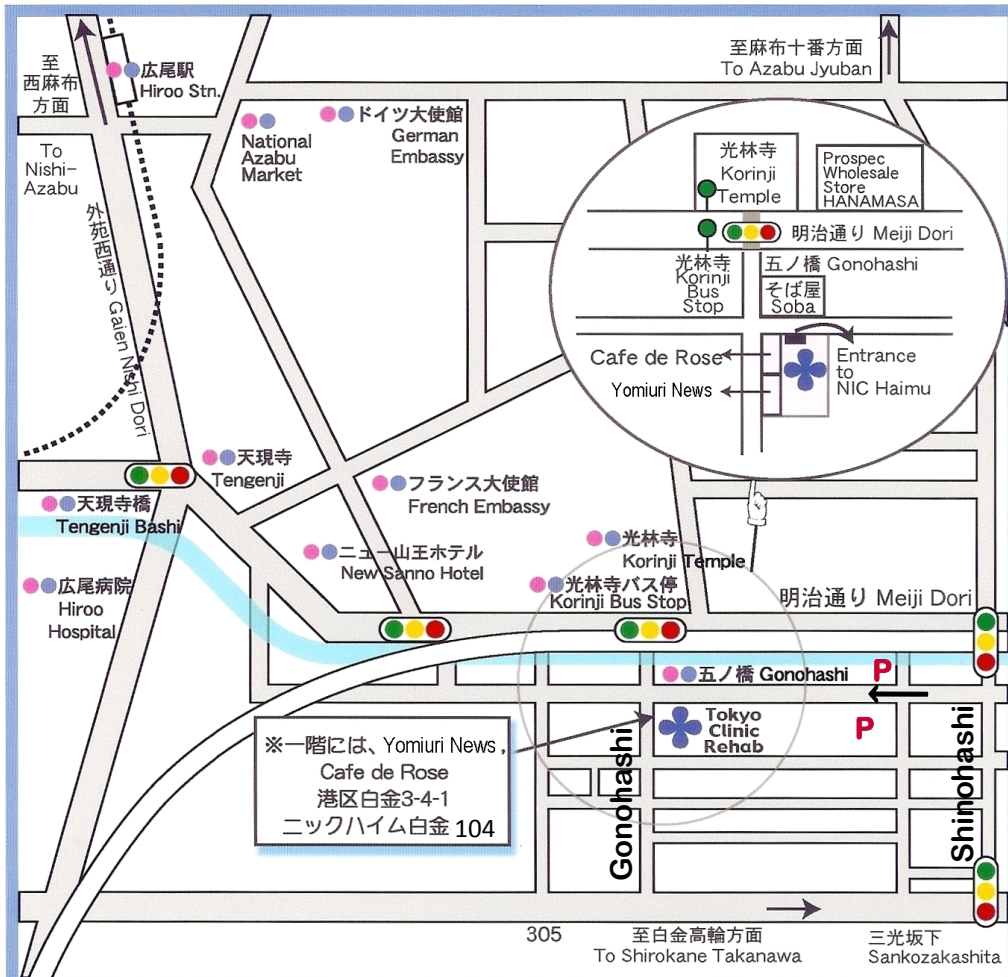 至
西麻布
方面
To
Nishi-
Azabu
広尾駅
Hiroo Stn.
National
Azabu
Market
ドイツ大使館
German
Embassy
至麻布十番方面
To Azabu Jyuban
外苑西通り Gaien Nishi Dori
光林寺
Korinji
Temple
Prospec
Wholesale
Store
HANAMASA
明治通り Meiji Dori
光林寺
Korinji
Bus
Stop
五ノ橋 Gonohashi
そば屋
Soba
Cafe de Rose
Yomiuri News
Entrance
to
NIC Haimu
天現寺
Tengenji
天現寺橋
Tengenji Bashi
フランス大使館
French Embassy
ニュー山王ホテル
New Sanno Hotel
広尾病院
Hiroo
Hospital
光林寺
Korinji Temple
光林寺バス停
Korinji Bus Stop
明治通り Meiji Dori
五ノ橋 Gonohashi
P
P
Tokyo
Clinic
Rehab
※一階には、Yomiuri News,
Cafe de Rose
港区白金3-4-1
ニックハイム白金 104
Gonohashi
Shinohashi
305
至白金高輪方面
To Shirokane Takanawa
三光坂下
Sankozakashita